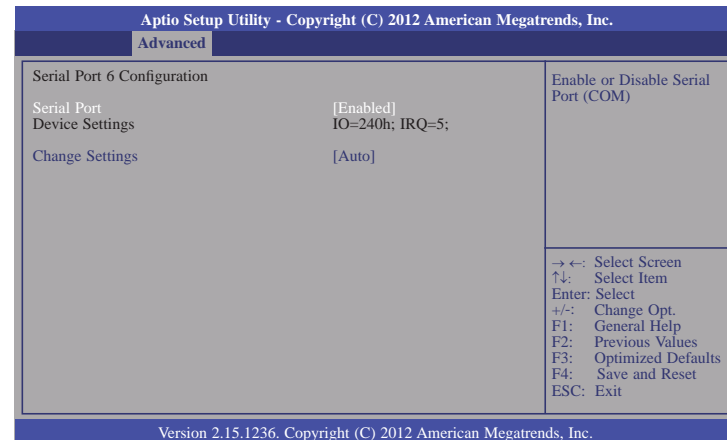 Aptio Setup Utility - Copyright (C) 2012 American Megatrends, Inc.
Advanced
Serial Port 6 Configuration
Serial Port [Enabled]
Device Settings IO=240h; IRQ=5;
Change Settings [Auto]
Enable or Disable Serial
Port (COM)
→ ←: Select Screen
↑↓: Select Item
Enter: Select
+/-: Change Opt.
F1: General Help
F2: Previous Values
F3: Optimized Defaults
F4: Save and Reset
ESC: Exit
Version 2.15.1236. Copyright (C) 2012 American Megatrends, Inc.